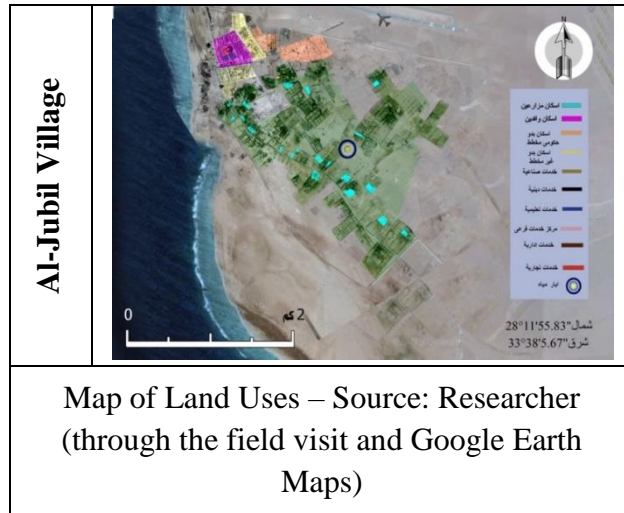 Al-Jubil Village
N
اسكان مزارعين
اسكان وافدين
اسكان بدو
حكومى مخطط
اسكان بدو
غير مخطط
خدمات صناعية
خدمات دينية
خدمات تعليمية
مركز خدمات فرعى
خدمات ادارية
خدمات تجارية
ابار مياه
0
2 كم
28°11'55.83"شمال
33°38'5.67"شرق
Map of Land Uses – Source: Researcher
(through the field visit and Google Earth
Maps)